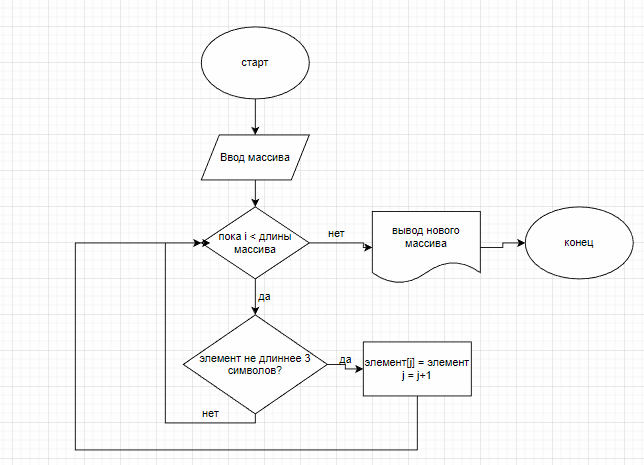 старт
Ввод массива
пока i < длины
массива
нет
вывод нового
массива
конец
да
элемент не длиннее 3
символов?
да
элемент[j] = элемент
j = j+1
нет